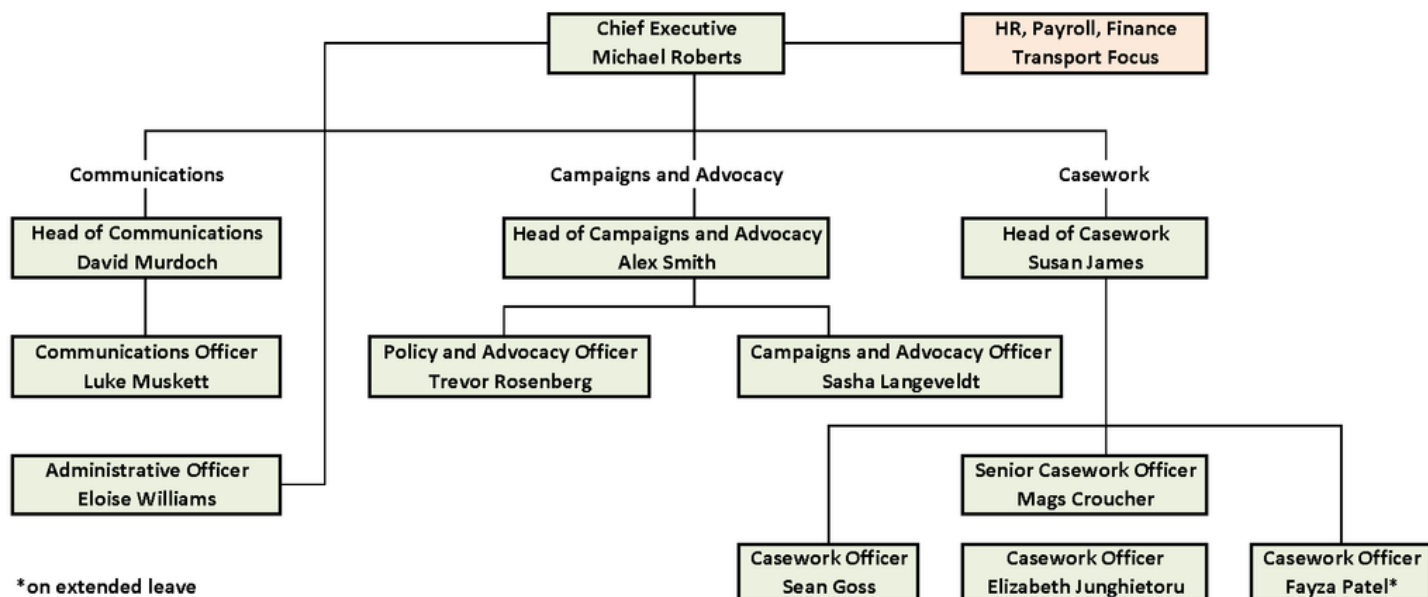 Chief Executive
Michael Roberts
HR, Payroll, Finance
Transport Focus
Communications
Campaigns and Advocacy
Casework
Head of Communications
David Murdoch
Head of Campaigns and Advocacy
Alex Smith
Head of Casework
Susan James
Communications Officer
Luke Muskett
Policy and Advocacy Officer
Trevor Rosenberg
Campaigns and Advocacy Officer
Sasha Langeveldt
Administrative Officer
Eloise Williams
Senior Casework Officer
Mags Croucher
Casework Officer
Sean Goss
Casework Officer
Elizabeth Junghietoru
Casework Officer
Fayza Patel*
*on extended leave